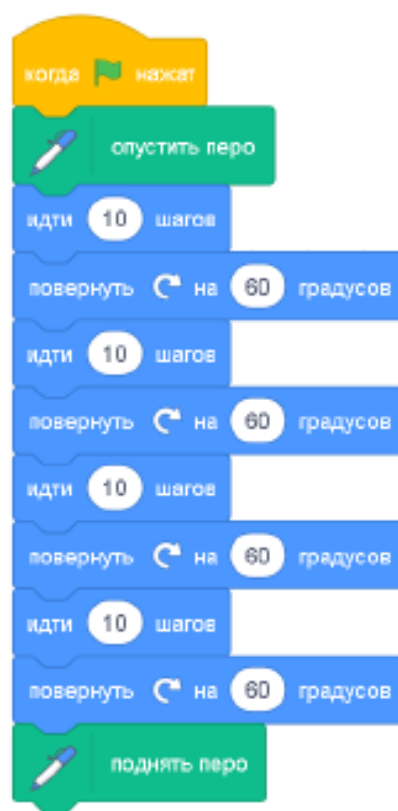 когда нажат
опустить перо
идти 10 шагов
повернуть на 60 градусов
идти 10 шагов
повернуть на 60 градусов
идти 10 шагов
повернуть на 60 градусов
идти 10 шагов
повернуть на 60 градусов
поднять перо